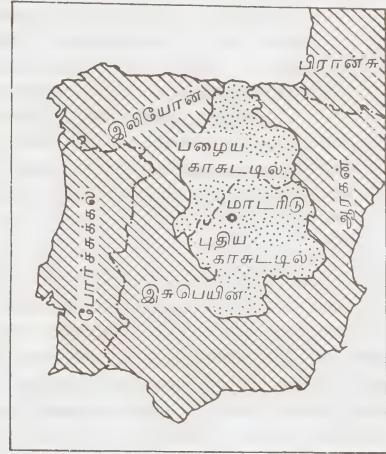 பிரான்சு
இலியோன்
பழைய
காசுட்டில்
மாட்ரிடு
ஆரகன்
புதிய
காசுட்டில்
போர்சுக்கல்
இசுபெயின்